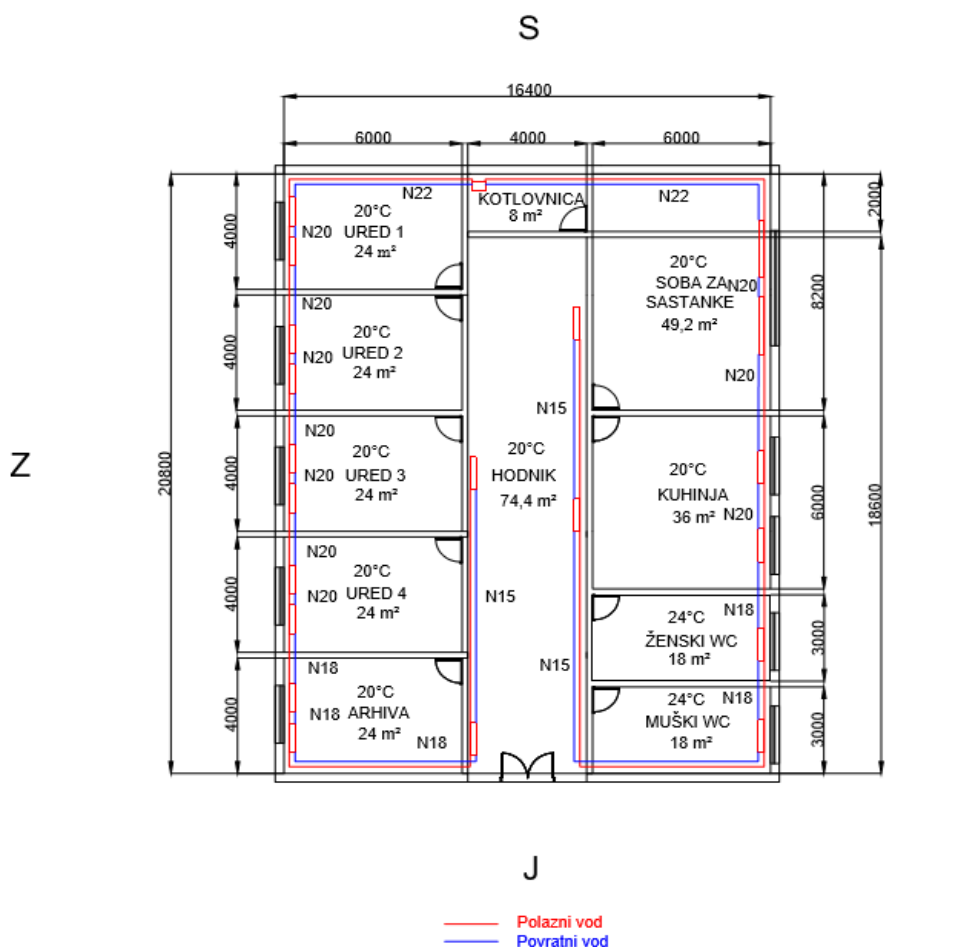 S
16400
6000
4000
6000
N22
KOTLOVNICA
8 m²
N22
2000
4000
20°C
N20 URED 1
24 m²
20°C
SOBA ZA N20
SASTANKE
49,2 m²
8200
N20
4000
20°C
N20 URED 2
24 m²
N20
N15
Z
20800
N20
4000
20°C
N20 URED 3
24 m²
20°C
HODNIK
74,4 m²
20°C
KUHINJA
36 m²
N20
6000
18600
N20
4000
20°C
N20 URED 4
24 m²
N15
24°C
N18
ŽENSKI WC
18 m²
3000
N18
4000
20°C
N18 ARHIVA
24 m²
N18
N15
24°C
N18
MUŠKI WC
18 m²
3000
J
Polazni vod
Povratni vod